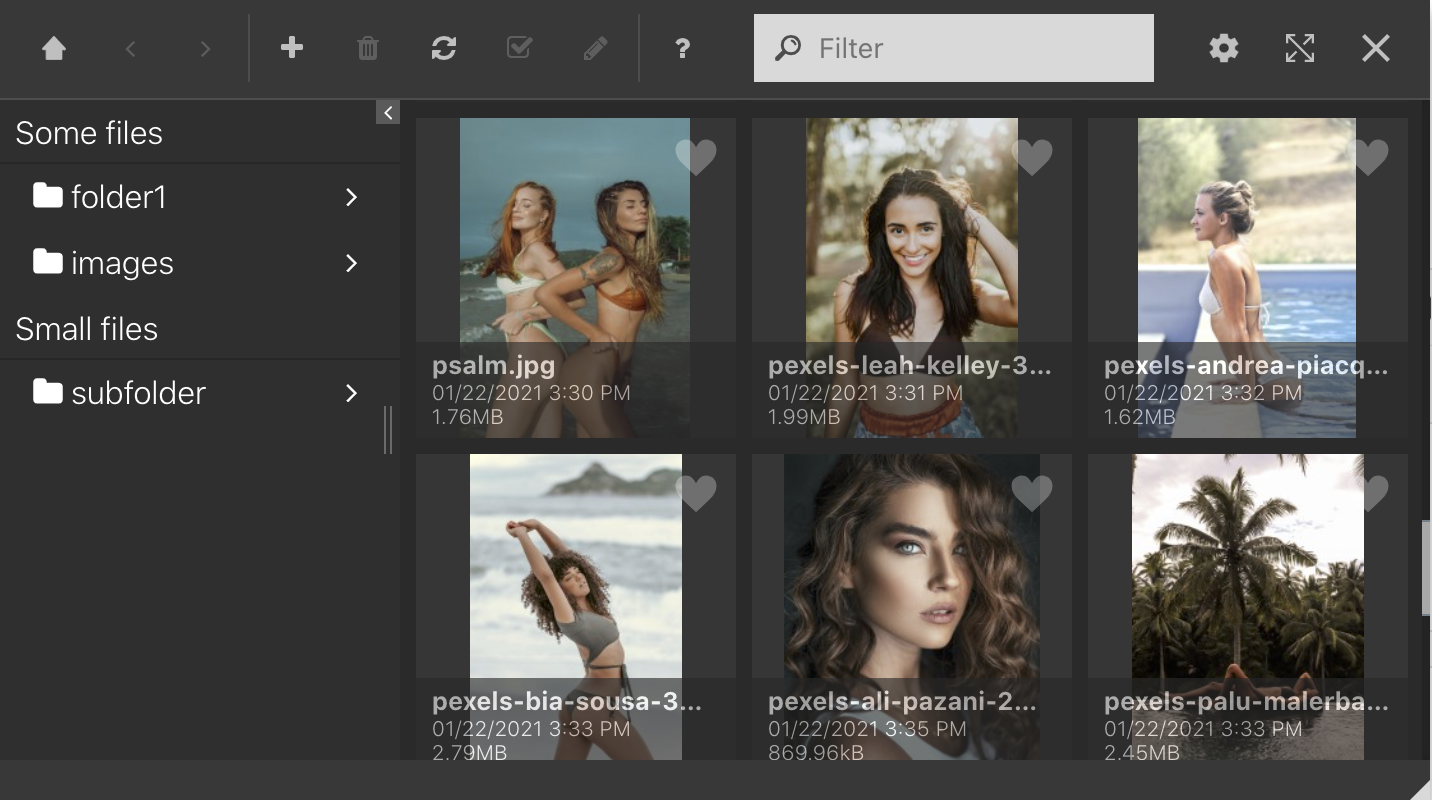 Filter
Some files
folder1
images
Small files
subfolder
psalm.jpg
01/22/2021 3:30 PM
1.76MB
pexels-leah-kelley-3...
01/22/2021 3:31 PM
1.99MB
pexels-andrea-piacq...
01/22/2021 3:32 PM
1.62MB
pexels-bia-sousa-3...
01/22/2021 3:33 PM
2.79MB
pexels-ali-pazani-2...
01/22/2021 3:35 PM
869.96kB
pexels-palu-malerba...
01/22/2021 3:33 PM
2.45MB